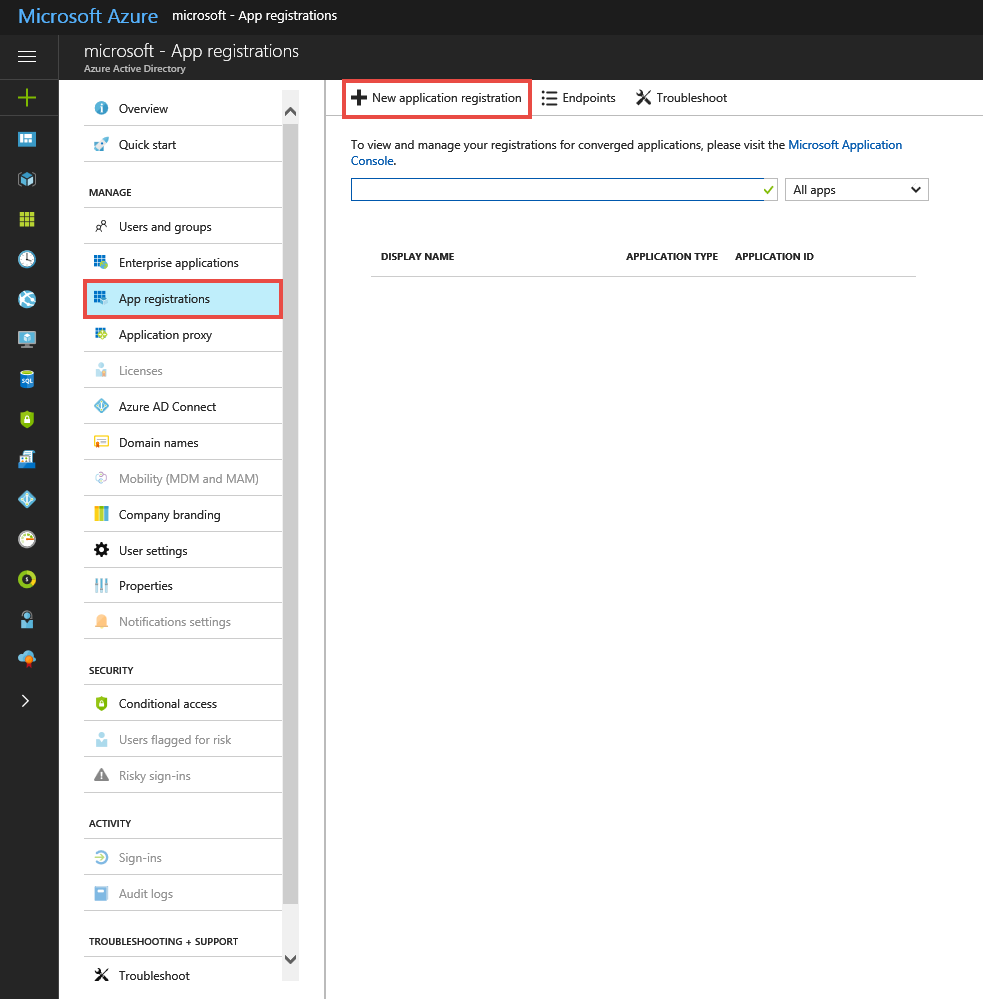 Microsoft Azure microsoft - App registrations
microsoft - App registrations
Azure Active Directory
Overview
Quick start
MANAGE
Users and groups
Enterprise applications
App registrations
Application proxy
Licenses
Azure AD Connect
Domain names
Mobility (MDM and MAM)
Company branding
User settings
Properties
Notifications settings
SECURITY
Conditional access
Users flagged for risk
Risky sign-ins
ACTIVITY
Sign-ins
Audit logs
TROUBLESHOOTING + SUPPORT
Troubleshoot
New application registration Endpoints Troubleshoot
To view and manage your registrations for converged applications, please visit the Microsoft Application
Console.
All apps
DISPLAY NAME APPLICATION TYPE APPLICATION ID
SQL